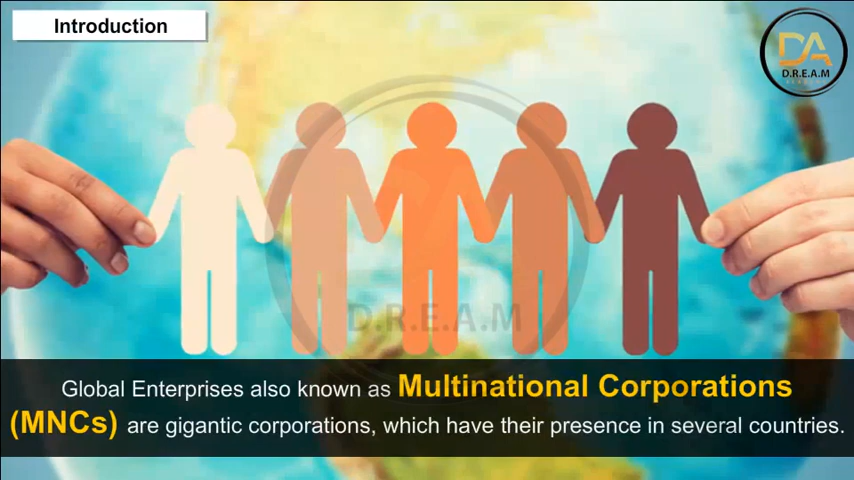 Introduction
DA
D.R.E.A.M
D.R.E.A.M
Global Enterprises also known as Multinational Corporations
(MNCs) are gigantic corporations, which have their presence in several countries.